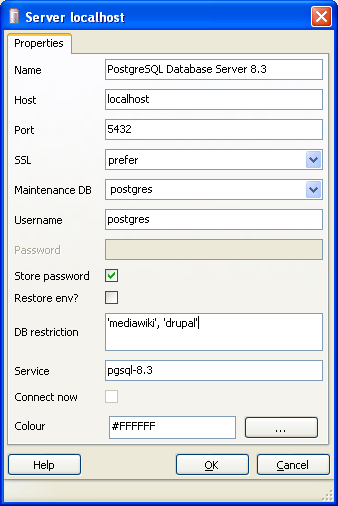 Server localhost
Properties
Name PostgreSQL Database Server 8.3
Host localhost
Port 5432
SSL prefer
Maintenance DB postgres
Username postgres
Password
Store password
Restore env?
DB restriction 'mediawiki', 'drupal'
Service pgsql-8.3
Connect now
Colour #FFFFFF ...
Help OK Cancel